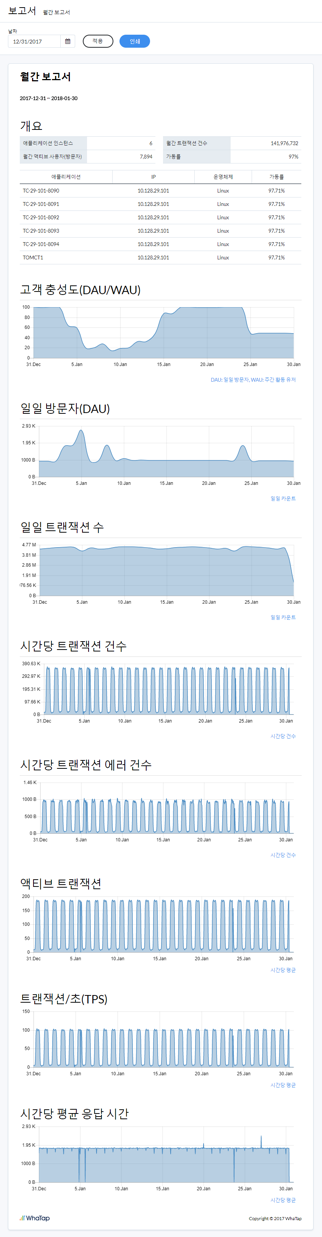 보고서 월간 보고서
날짜
12/31/2017 적용 인쇄
월간 보고서
2017-12-31 ~ 2018-01-30
개요
애플리케이션 인스턴스 6 월간 트랜잭션 건수 141,976,732
월간 액티브 사용자(방문자) 7,894 가동률 97%
애플리케이션 IP 운영체제 가동률
TC-29-101-8090 10.128.29.101 Linux 97.71%
TC-29-101-8091 10.128.29.101 Linux 97.71%
TC-29-101-8092 10.128.29.101 Linux 97.71%
TC-29-101-8093 10.128.29.101 Linux 97.71%
TC-29-101-8094 10.128.29.101 Linux 97.71%
TOMCT1 10.128.29.101 Linux 97.71%
고객 충성도(DAU/WAU)
100
80
60
40
20
0
31.Dec 5.Jan 10.Jan 15.Jan 20.Jan 25.Jan 30.Jan
DAU: 일일 방문자, WAU: 주간 활동 유저
일일 방문자(DAU)
2.93 K
1.95 K
1000 B
0 B
31.Dec 5.Jan 10.Jan 15.Jan 20.Jan 25.Jan 30.Jan
일일 카운트
일일 트랜잭션 수
4.77 M
3.81 M
2.86 M
1.91 M
976.56 K
0 B
31.Dec 5.Jan 10.Jan 15.Jan 20.Jan 25.Jan 30.Jan
일일 카운트
시간당 트랜잭션 건수
390.63 K
292.97 K
195.31 K
97.66 K
0 B
31.Dec 5.Jan 10.Jan 15.Jan 20.Jan 25.Jan 30.Jan
시간당 건수
시간당 트랜잭션 에러 건수
1.46 K
1000 B
500 B
0 B
31.Dec 5.Jan 10.Jan 15.Jan 20.Jan 25.Jan 30.Jan
시간당 건수
액티브 트랜잭션
200
150
100
50
0
31.Dec 5.Jan 10.Jan 15.Jan 20.Jan 25.Jan 30.Jan
시간당 평균
트랜잭션/초(TPS)
150
100
50
0
31.Dec 5.Jan 10.Jan 15.Jan 20.Jan 25.Jan 30.Jan
시간당 평균
시간당 평균 응답 시간
2.93 K
1.95 K
1000 B
0 B
31.Dec 5.Jan 10.Jan 15.Jan 20.Jan 25.Jan 30.Jan
시간당 평균
WhaTap Copyright © 2017 WhaTap